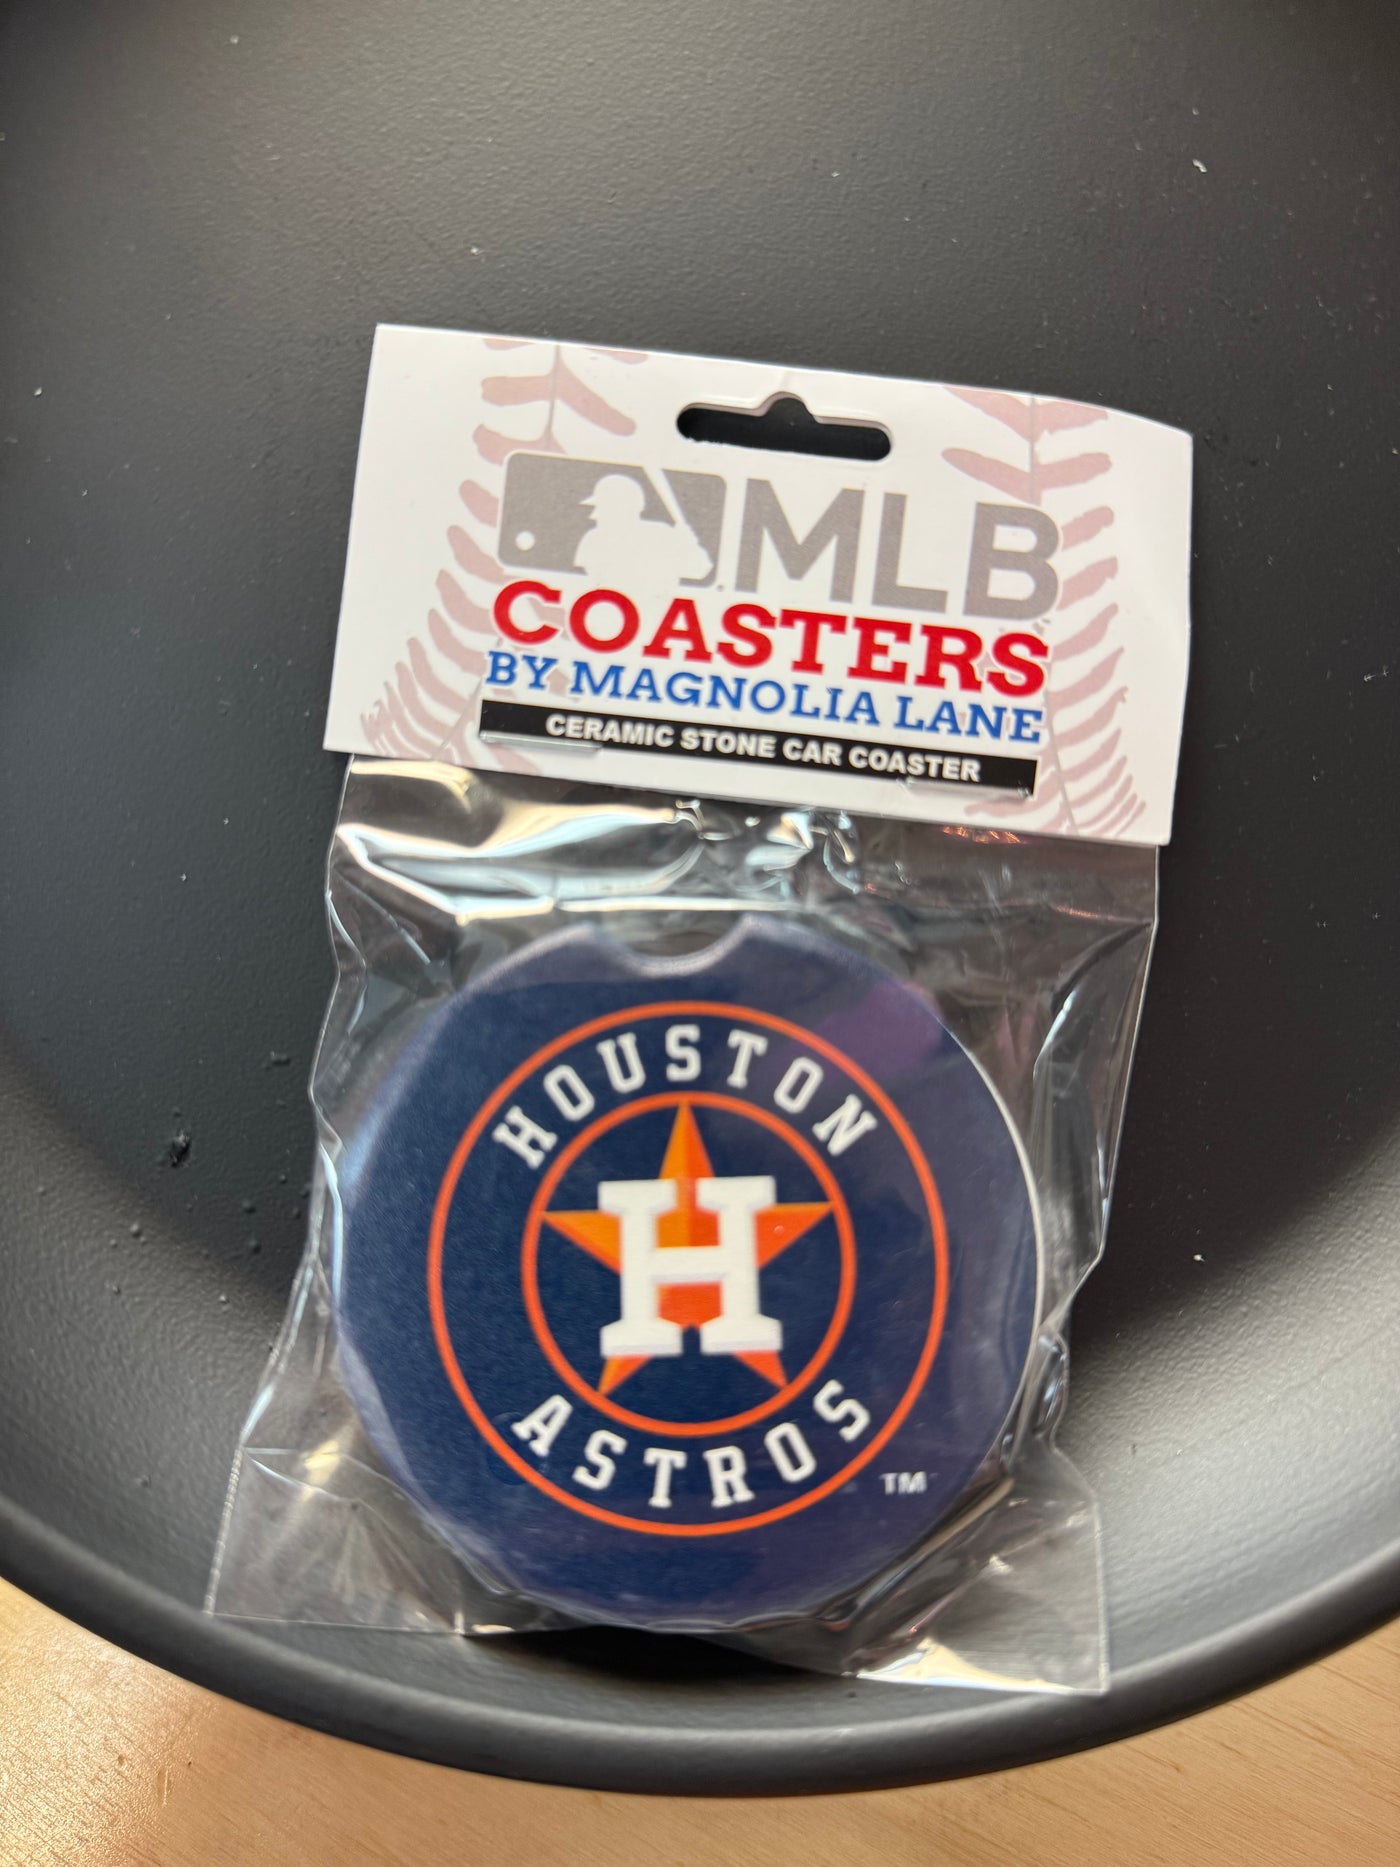 MLB
COASTERS
BY MAGNOLIA LANE
CERAMIC STONE CAR COASTER
HOUSTON
H
ASTROS
TM